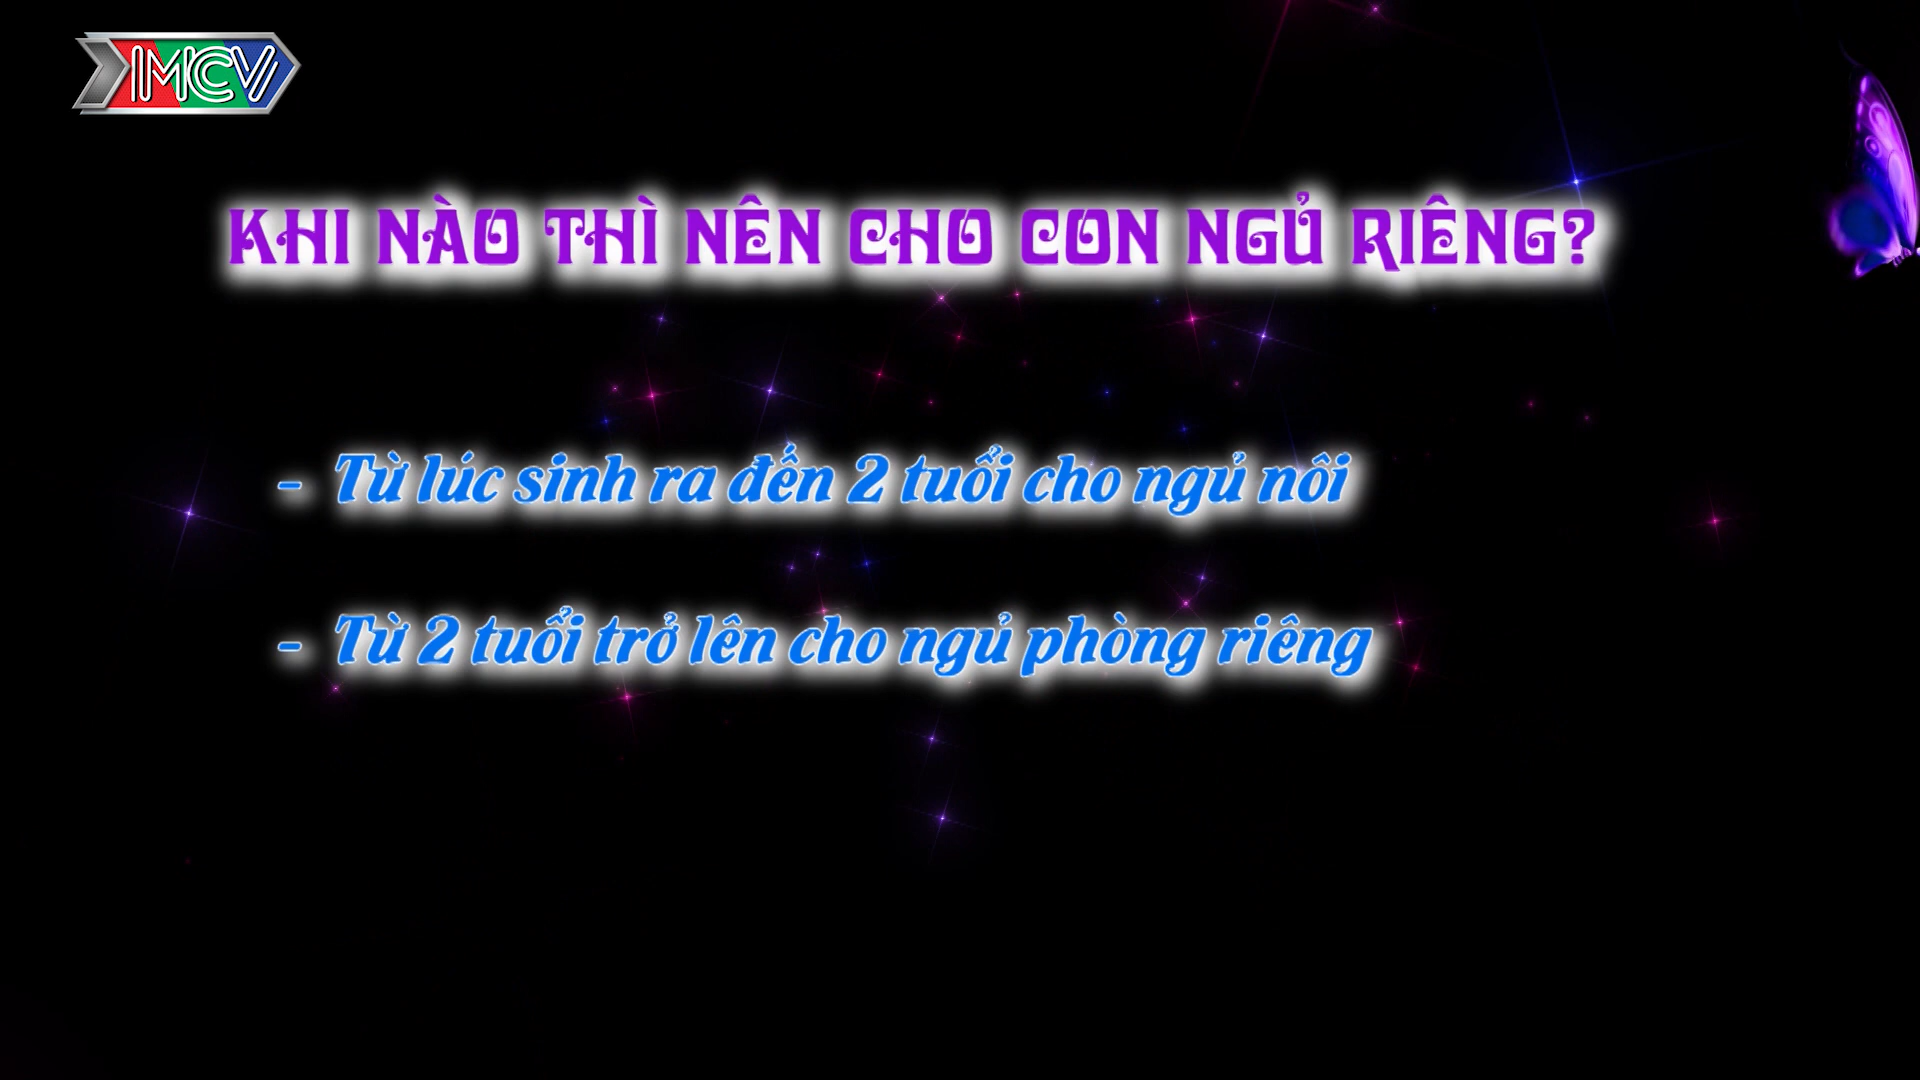 MCV
KHI NÀO THÌ NÊN CHO CON NGỦ RIÊNG?
- Từ lúc sinh ra đến 2 tuổi cho ngủ nôi
- Từ 2 tuổi trở lên cho ngủ phòng riêng